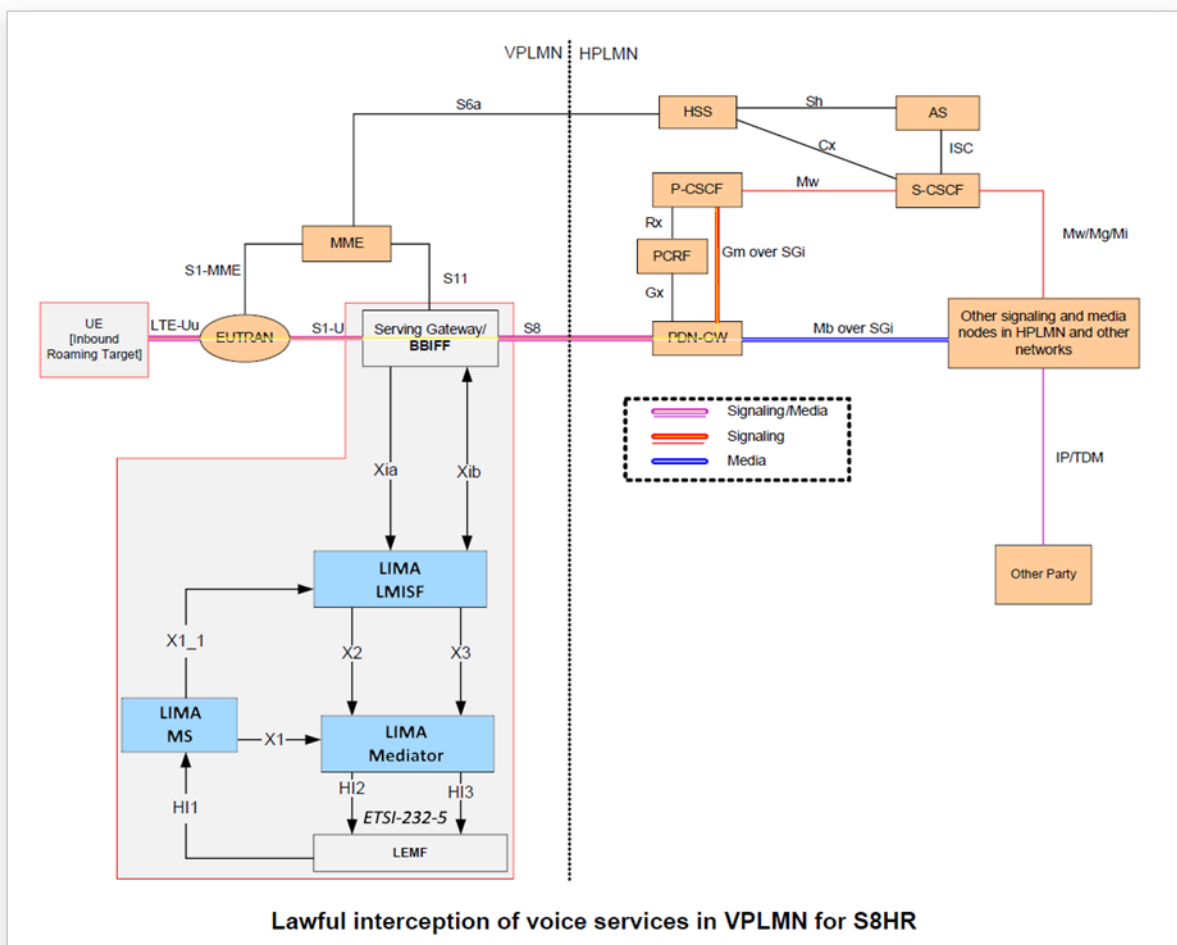 VPLMN
HPLMN
S6a
HSS
Sh
AS
Cx
ISC
P-CSCF
Mw
S-CSCF
Rx
MME
PCRF
Gm over SGi
Mw/Mg/Mi
S1-MME
S11
Gx
UE
[Inbound
Roaming Target]
LTE-Uu
EUTRAN
S1-U
Serving Gateway/
BBIFF
S8
PDN-GW
Mb over SGi
Other signaling and media
nodes in HPLMN and other
networks
Signaling/Media
Signaling
Media
IP/TDM
Xia
Xib
LIMA
LMISF
Other Party
X1_1
X2
X3
LIMA
MS
X1
LIMA
Mediator
HI2
HI3
HI1
ETSI-232-5
LEMF
Lawful interception of voice services in VPLMN for S8HR